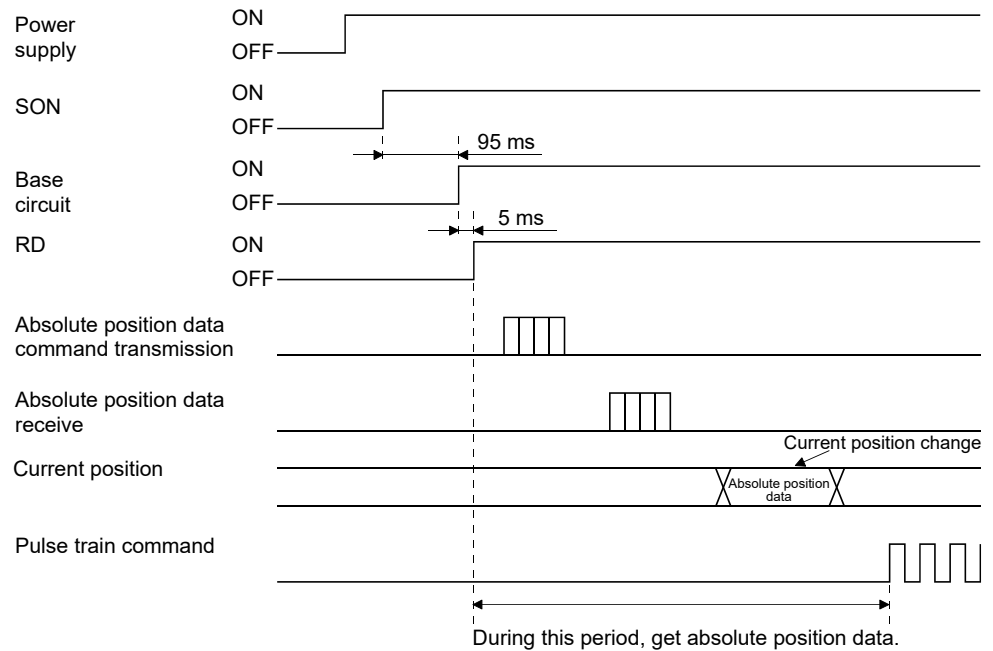 Power
supply
ON
OFF
SON
ON
OFF
95 ms
Base
circuit
ON
OFF
5 ms
RD
ON
OFF
Absolute position data
command transmission
Absolute position data
receive
Current position change
Current position
Absolute position
data
Pulse train command
During this period, get absolute position data.